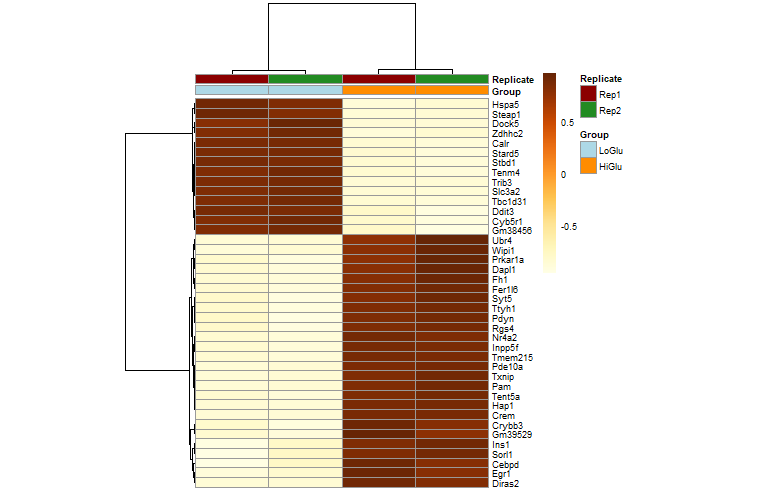 Replicate
Group
Hspa5
Steap1
Dock5
Zdhhc2
Calr
Stard5
Stbd1
Tenm4
Trib3
Slc3a2
Tbc1d31
Ddit3
Cyb5r1
Gm38456
Ubr4
Wipi1
Prkar1a
Dapl1
Fh1
Fer1l6
Syt5
Ttyh1
Pdyn
Rgs4
Nr4a2
Inpp5f
Tmem215
Pde10a
Txnip
Pam
Tent5a
Hap1
Crem
Crybb3
Gm39529
Ins1
Sorl1
Cebpd
Egr1
Diras2
0.5
0
-0.5
Replicate
Rep1
Rep2
Group
LoGlu
HiGlu